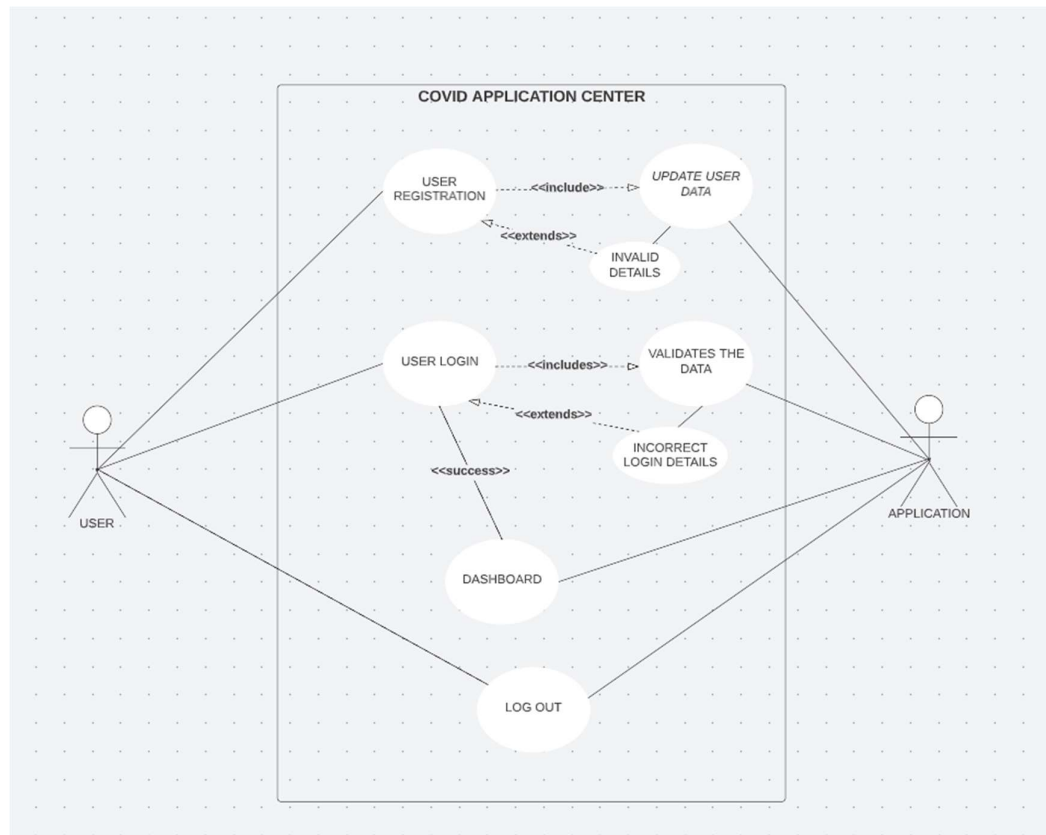 COVID APPLICATION CENTER
USER
REGISTRATION
<<include>>
UPDATE USER
DATA
<<extends>>
INVALID
DETAILS
USER LOGIN
<<includes>>
VALIDATES THE
DATA
<<extends>>
INCORRECT
LOGIN DETAILS
<<success>>
USER
APPLICATION
DASHBOARD
LOG OUT